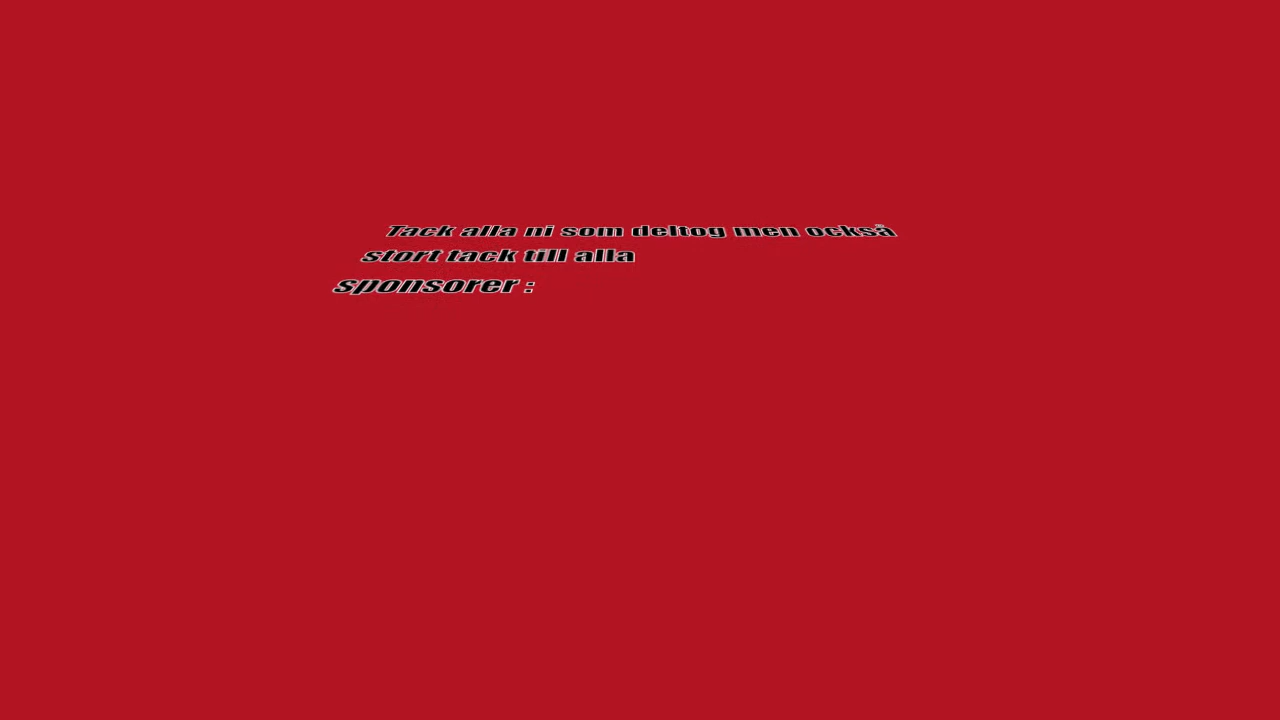 Tack alla ni som deltog men också
stort tack till alla
sponsorer :